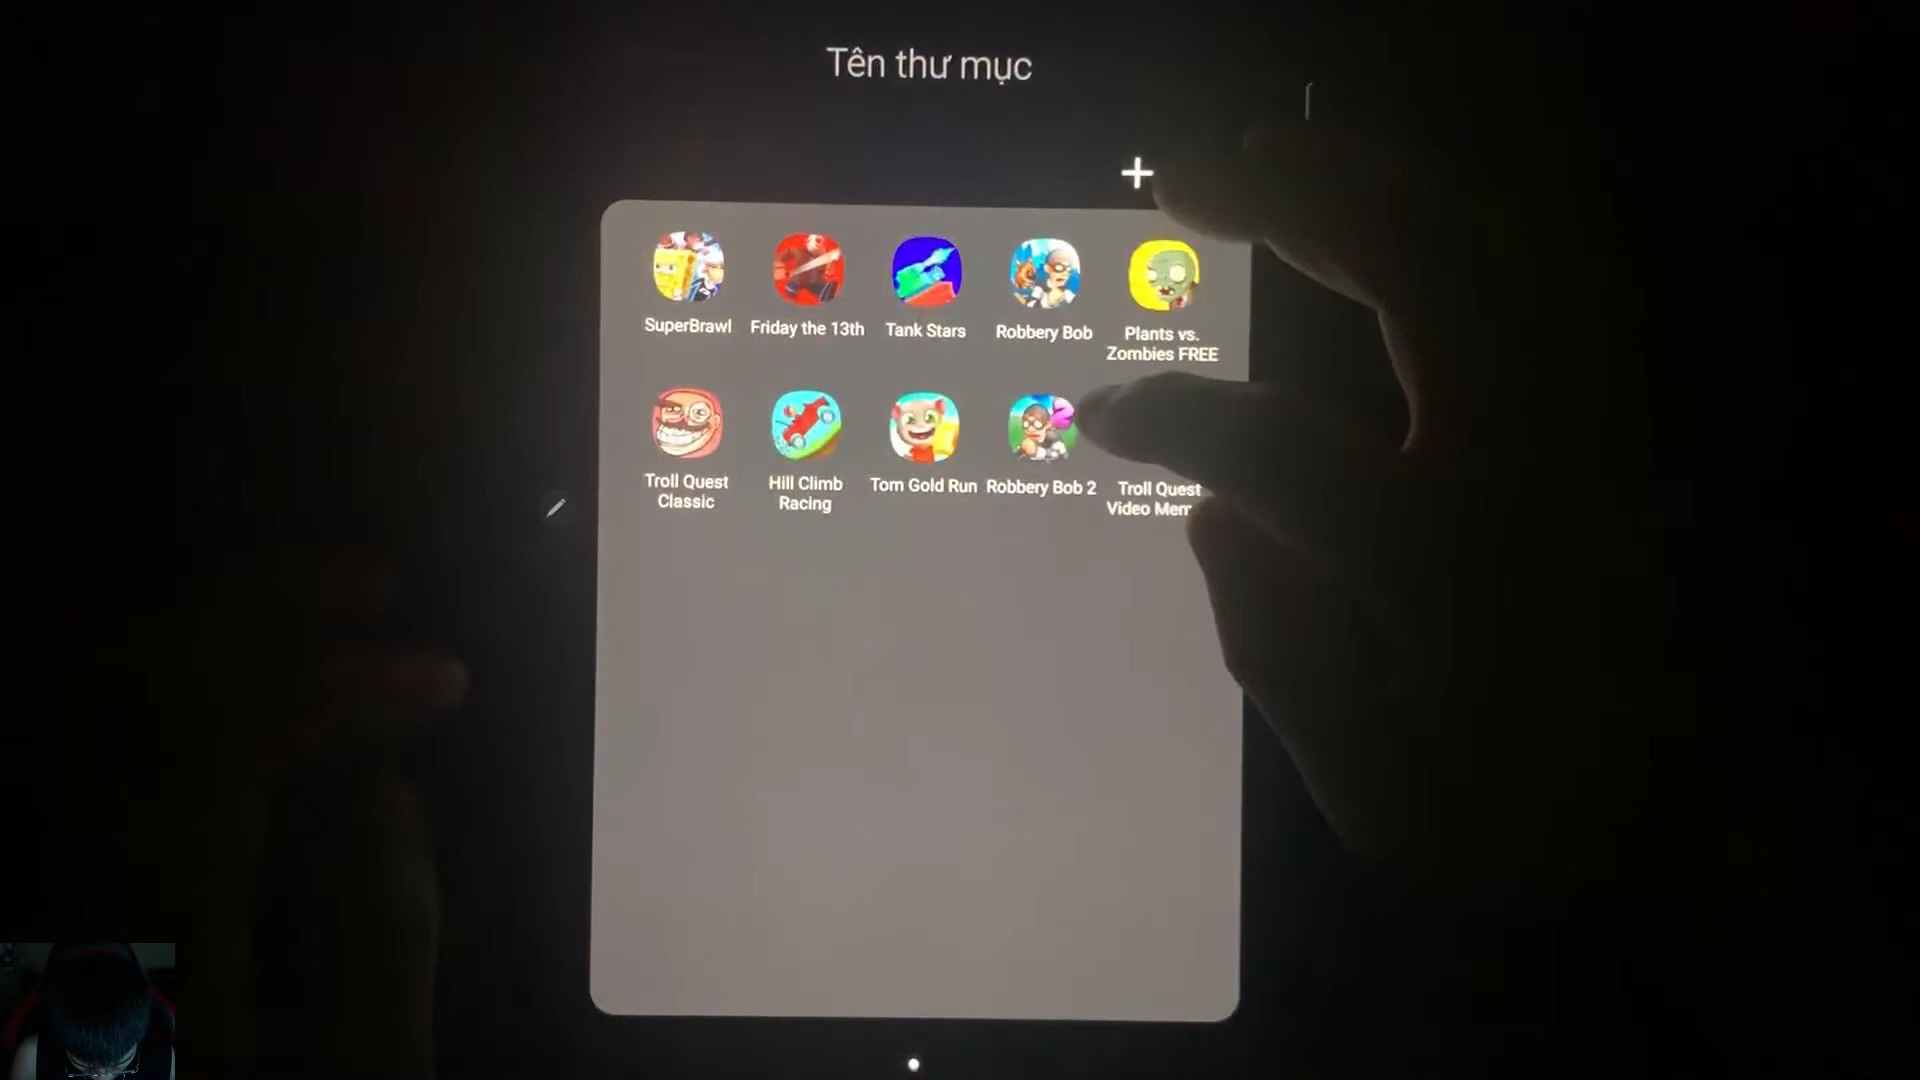 Tên thư mục
SuperBrawl
Friday the 13th
Tank Stars
Robbery Bob
Plants vs.
Zombies FREE
Troll Quest
Classic
Hill Climb
Racing
Tom Gold Run
Robbery Bob 2
Troll Quest
Video